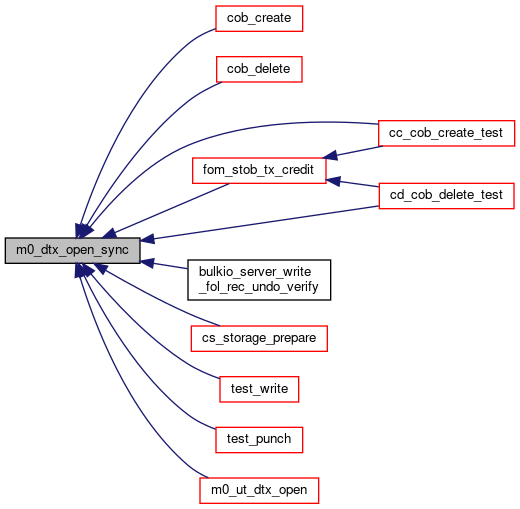 cob_create
cob_delete
cc_cob_create_test
fom_stob_tx_credit
cd_cob_delete_test
m0_dtx_open_sync
bulkio_server_write
_fol_rec_undo_verify
cs_storage_prepare
test_write
test_punch
m0_ut_dtx_open